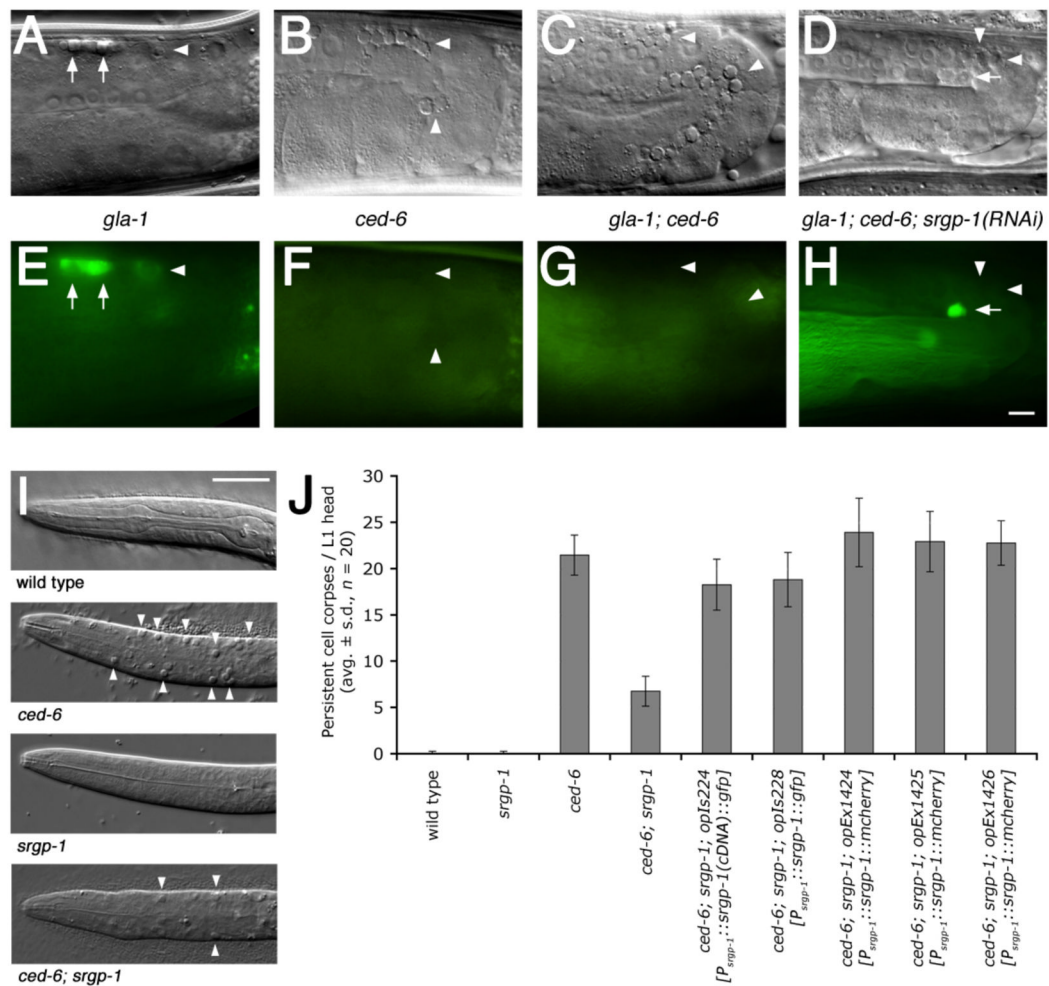 A
B
C
D
gla-1
ced-6
gla-1; ced-6
gla-1; ced-6; srgp-1(RNAi)
E
F
G
H
I
wild type
ced-6
srgp-1
ced-6; srgp-1
J
Persistent cell corpses / L1 head
(avg. ± s.d., n = 20)
30
25
20
15
10
5
0
wild type
srgp-1
ced-6
ced-6; srgp-1
ced-6; srgp-1; opIs224
[Psrgp-1::srgp-1(cDNA)::gfp]
ced-6; srgp-1; opIs228
[Psrgp-1::srgp-1::gfp]
ced-6; srgp-1; opEx1424
[Psrgp-1::srgp-1::mcherry]
ced-6; srgp-1; opEx1425
[Psrgp-1::srgp-1::mcherry]
ced-6; srgp-1; opEx1426
[Psrgp-1::srgp-1::mcherry]